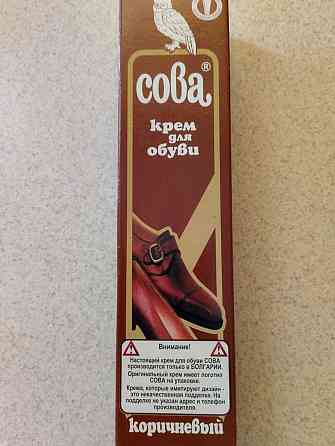 Сова®
крем
для
обуви
Внимание!
Настоящий крем для обуви СОВА
производится только в БОЛГАРИИ.
Оригинальный крем имеет логотип
СОВА на упаковке.
Крема, которые имитируют дизайн -
это некачественная подделка. На
подделке не указан адрес и телефон
производителя.
коричневый